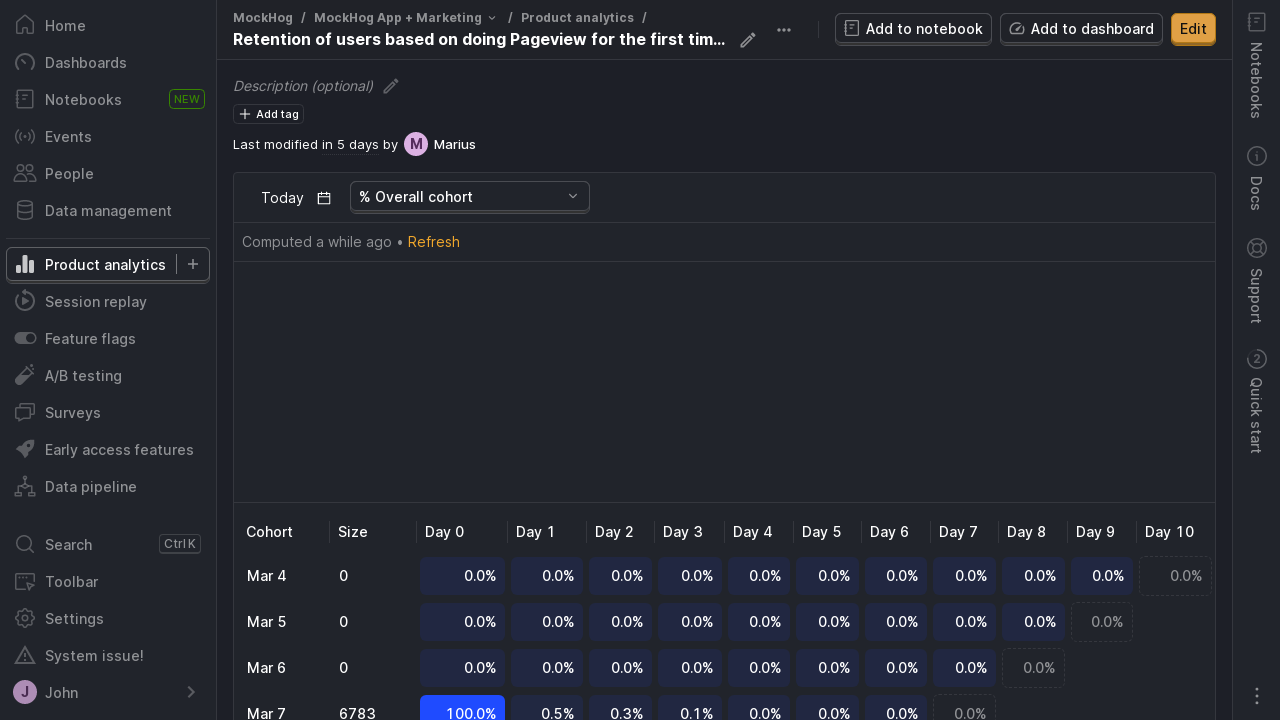 Home
Dashboards
Notebooks NEW
Events
People
Data management
Product analytics
Session replay
Feature flags
A/B testing
Surveys
Early access features
Data pipeline
Search Ctrl K
Toolbar
Settings
System issue!
J John
MockHog / MockHog App + Marketing / Product analytics /
Retention of users based on doing Pageview for the first tim...
Add to notebook Add to dashboard Edit
Description (optional)
Add tag
Last modified in 5 days by M Marius
Today % Overall cohort
Computed a while ago • Refresh
Cohort Size Day 0 Day 1 Day 2 Day 3 Day 4 Day 5 Day 6 Day 7 Day 8 Day 9 Day 10
Mar 4 0 0.0% 0.0% 0.0% 0.0% 0.0% 0.0% 0.0% 0.0% 0.0% 0.0% 0.0%
Mar 5 0 0.0% 0.0% 0.0% 0.0% 0.0% 0.0% 0.0% 0.0% 0.0% 0.0%
Mar 6 0 0.0% 0.0% 0.0% 0.0% 0.0% 0.0% 0.0% 0.0% 0.0%
Mar 7 6783 100.0% 0.5% 0.3% 0.1% 0.0% 0.0% 0.0% 0.0%
Notebooks
Docs
Support
2 Quick start